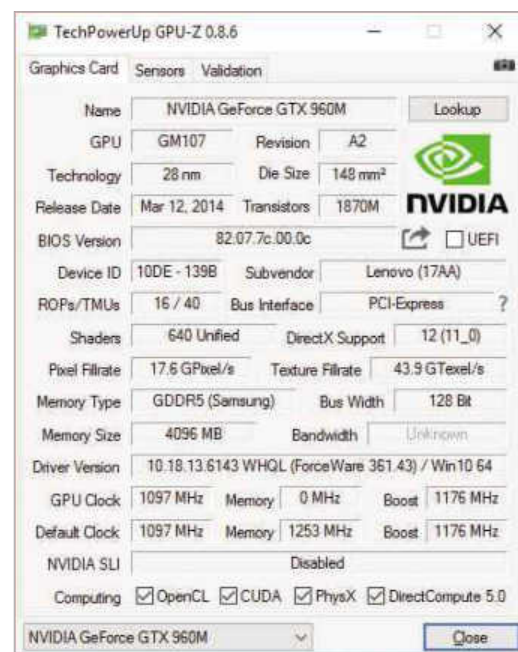 TechPowerUp GPU-Z 0.8.6
Graphics Card Sensors Validation
Name NVIDIA GeForce GTX 960M Lookup
GPU GM107 Revision A2
Technology 28 nm Die Size 148 mm²
Release Date Mar 12, 2014 Transistors 1870M
NVIDIA
BIOS Version 82.07.7c.00.0c UEFI
Device ID 10DE - 139B Subvendor Lenovo (17AA)
ROPs/TMUs 16 / 40 Bus Interface PCI-Express ?
Shaders 640 Unified DirectX Support 12 (11_0)
Pixel Fillrate 17.6 GPixel/s Texture Fillrate 43.9 GTexel/s
Memory Type GDDR5 (Samsung) Bus Width 128 Bit
Memory Size 4096 MB Bandwidth Unknown
Driver Version 10.18.13.6143 WHQL (ForceWare 361.43) / Win10 64
GPU Clock 1097 MHz Memory 0 MHz Boost 1176 MHz
Default Clock 1097 MHz Memory 1253 MHz Boost 1176 MHz
NVIDIA SLI Disabled
Computing OpenCL CUDA PhysX DirectCompute 5.0
NVIDIA GeForce GTX 960M Close